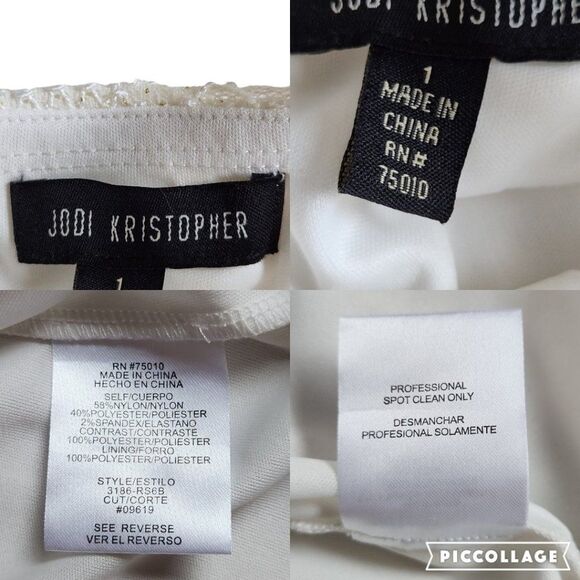 JODI KRISTOPHER
1
JODI KRISTOPHER
1
MADE IN
CHINA
RN#
75010
RN #75010
MADE IN CHINA
HECHO EN CHINA
SELF/CUERPO
58%NYLON/NYLON
40%POLYESTER/POLIESTER
2%SPANDEX/ELASTANO
CONTRAST/CONTRASTE
100%POLYESTER/POLIESTER
LINING/FORRO
100%POLYESTER/POLIESTER
STYLE/ESTILO
3186-RS6B
CUT/CORTE
#09619
SEE REVERSE
VER EL REVERSO
PROFESSIONAL
SPOT CLEAN ONLY
DESMANCHAR
PROFESIONAL SOLAMENTE
PICCOLLAGE